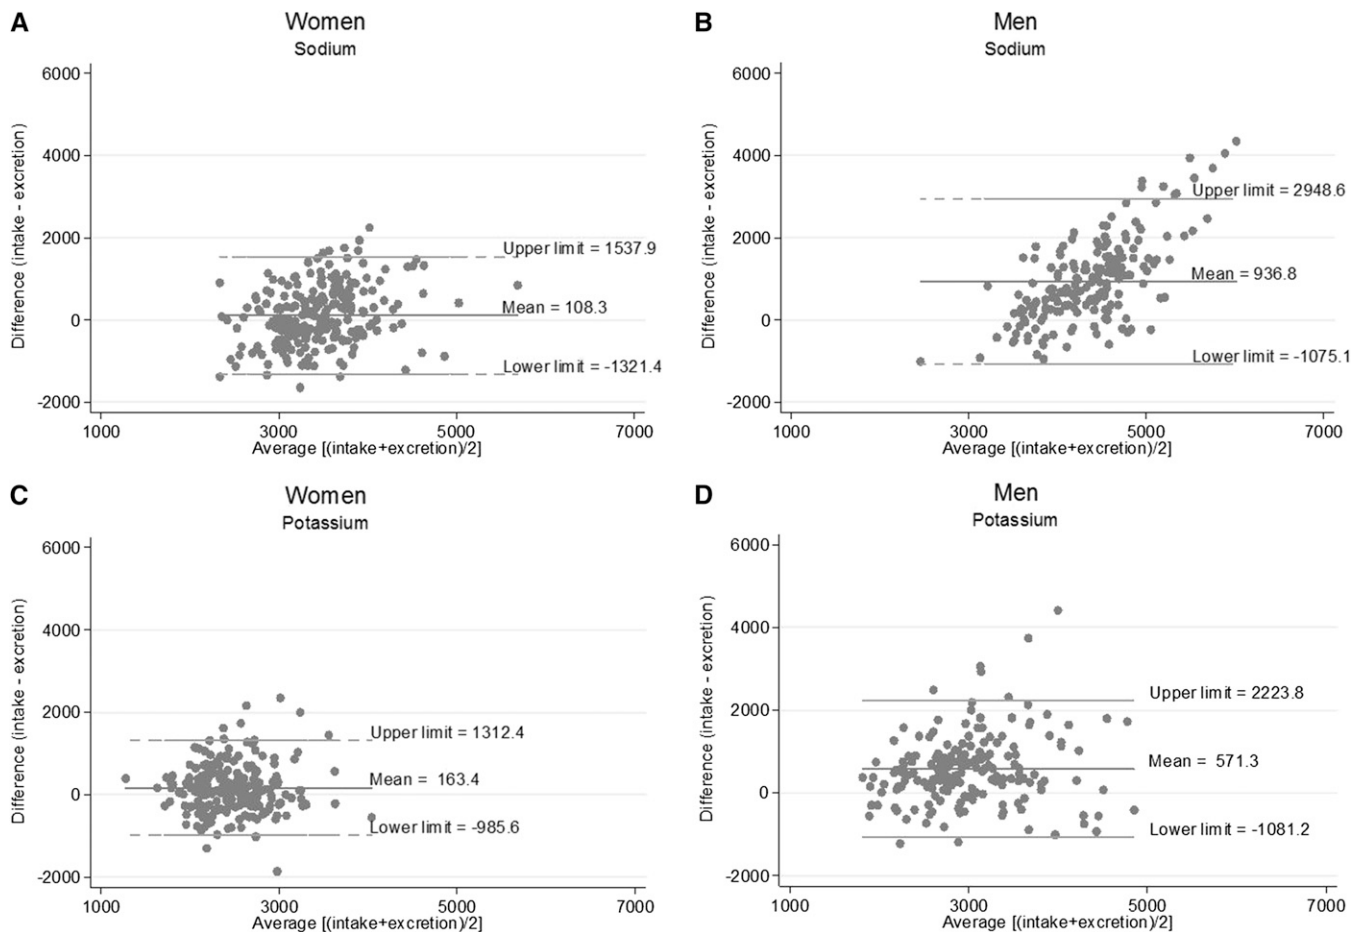 A
Women
Sodium
6000
4000
2000
0
-2000
Difference (intake - excretion)
Upper limit = 1537.9
Mean = 108.3
Lower limit = -1321.4
1000 3000 5000 7000
Average [(intake+excretion)/2]
B
Men
Sodium
6000
4000
2000
0
-2000
Difference (intake - excretion)
Upper limit = 2948.6
Mean = 936.8
Lower limit = -1075.1
1000 3000 5000 7000
Average [(intake+excretion)/2]
C
Women
Potassium
6000
4000
2000
0
-2000
Difference (intake - excretion)
Upper limit = 1312.4
Mean = 163.4
Lower limit = -985.6
1000 3000 5000 7000
Average [(intake+excretion)/2]
D
Men
Potassium
6000
4000
2000
0
-2000
Difference (intake - excretion)
Upper limit = 2223.8
Mean = 571.3
Lower limit = -1081.2
1000 3000 5000 7000
Average [(intake+excretion)/2]